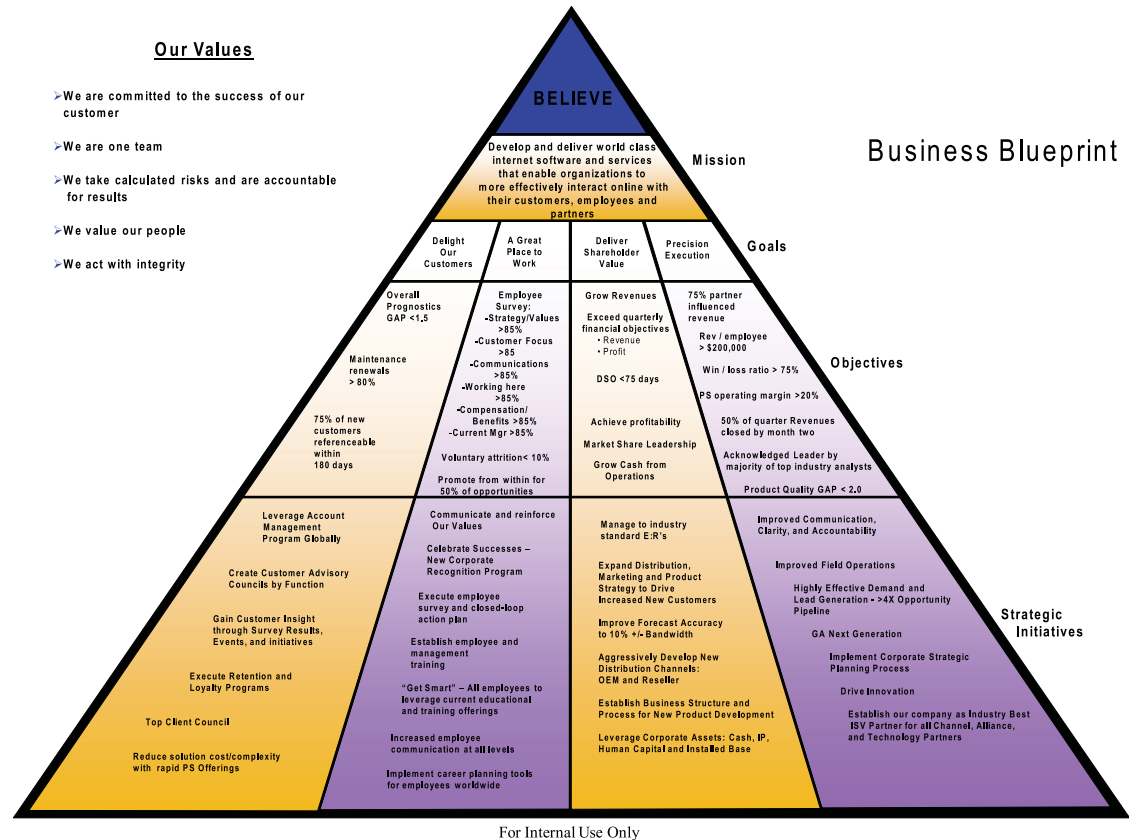 Our Values
➢We are committed to the success of our
customer
➢We are one team
➢We take calculated risks and are accountable
for results
➢We value our people
➢We act with integrity
Business Blueprint
BELIEVE
Develop and deliver world class
internet software and services
that enable organizations to
more effectively interact online with
their customers, employees and
partners
Mission
Delight
Our
Customers
A Great
Place to
Work
Deliver
Shareholder
Value
Precision
Execution
Goals
Overall
Prognostics
GAP <1.5
Maintenance
renewals
> 80%
75% of new
customers
referenceable
within
180 days
Employee
Survey:
-Strategy/Values
>85%
-Customer Focus
>85
-Communications
>85%
-Working here
>85%
-Compensation/
Benefits >85%
-Current Mgr >85%
Voluntary attrition< 10%
Promote from within for
50% of opportunities
Grow Revenues
Exceed quarterly
financial objectives
• Revenue
• Profit
DSO <75 days
Achieve profitability
Market Share Leadership
Grow Cash from
Operations
75% partner
influenced
revenue
Rev / employee
> $200,000
Win / loss ratio > 75%
PS operating margin >20%
50% of quarter Revenues
closed by month two
Acknowledged Leader by
majority of top industry analysts
Product Quality GAP < 2.0
Objectives
Leverage Account
Management
Program Globally
Create Customer Advisory
Councils by Function
Gain Customer Insight
through Survey Results,
Events, and initiatives
Execute Retention and
Loyalty Programs
Top Client Council
Reduce solution cost/complexity
with rapid PS Offerings
Communicate and reinforce
Our Values
Celebrate Successes –
New Corporate
Recognition Program
Execute employee
survey and closed-loop
action plan
Establish employee and
management
training
“Get Smart” – All employees to
leverage current educational
and training offerings
Increased employee
communication at all levels
Implement career planning tools
for employees worldwide
Manage to industry
standard E:R's
Expand Distribution,
Marketing and Product
Strategy to Drive
Increased New Customers
Improve Forecast Accuracy
to 10% +/- Bandwidth
Aggressively Develop New
Distribution Channels:
OEM and Reseller
Establish Business Structure and
Process for New Product Development
Leverage Corporate Assets: Cash, IP,
Human Capital and Installed Base
Improved Communication,
Clarity, and Accountability
Improved Field Operations
Highly Effective Demand and
Lead Generation - >4X Opportunity
Pipeline
GA Next Generation
Implement Corporate Strategic
Planning Process
Drive Innovation
Establish our company as Industry Best
ISV Partner for all Channel, Alliance,
and Technology Partners
Strategic
Initiatives
For Internal Use Only